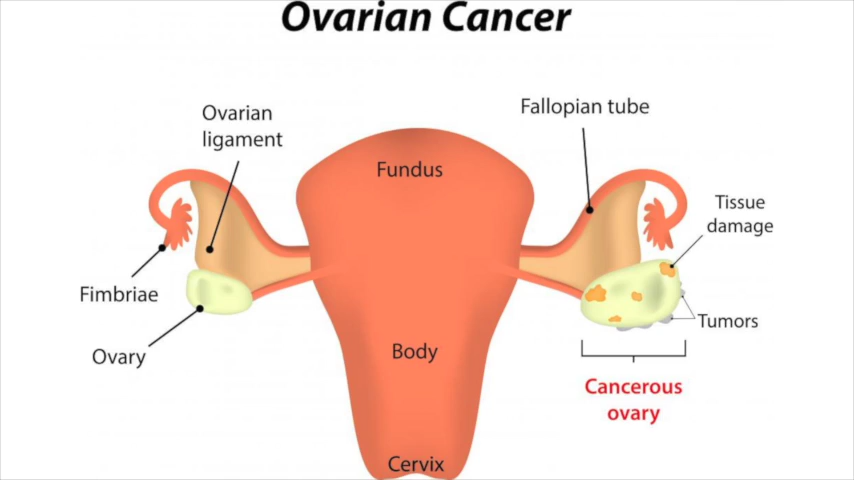 Ovarian Cancer
Ovarian
ligament
Fallopian tube
Fundus
Tissue
damage
Fimbriae
Tumors
Ovary
Body
Cancerous
ovary
Cervix